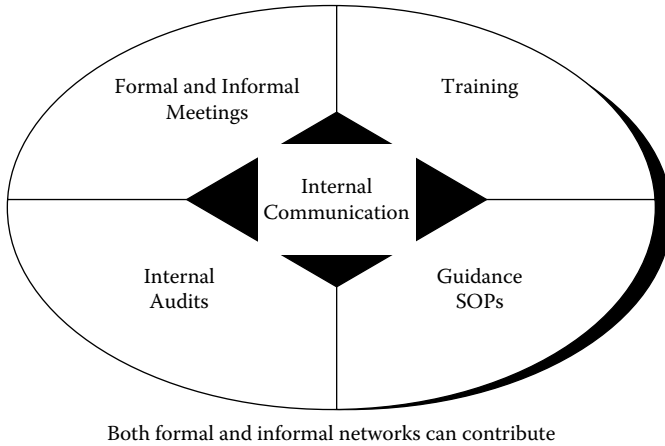 Formal and Informal
Meetings
Training
Internal
Communication
Internal
Audits
Guidance
SOPs
Both formal and informal networks can contribute